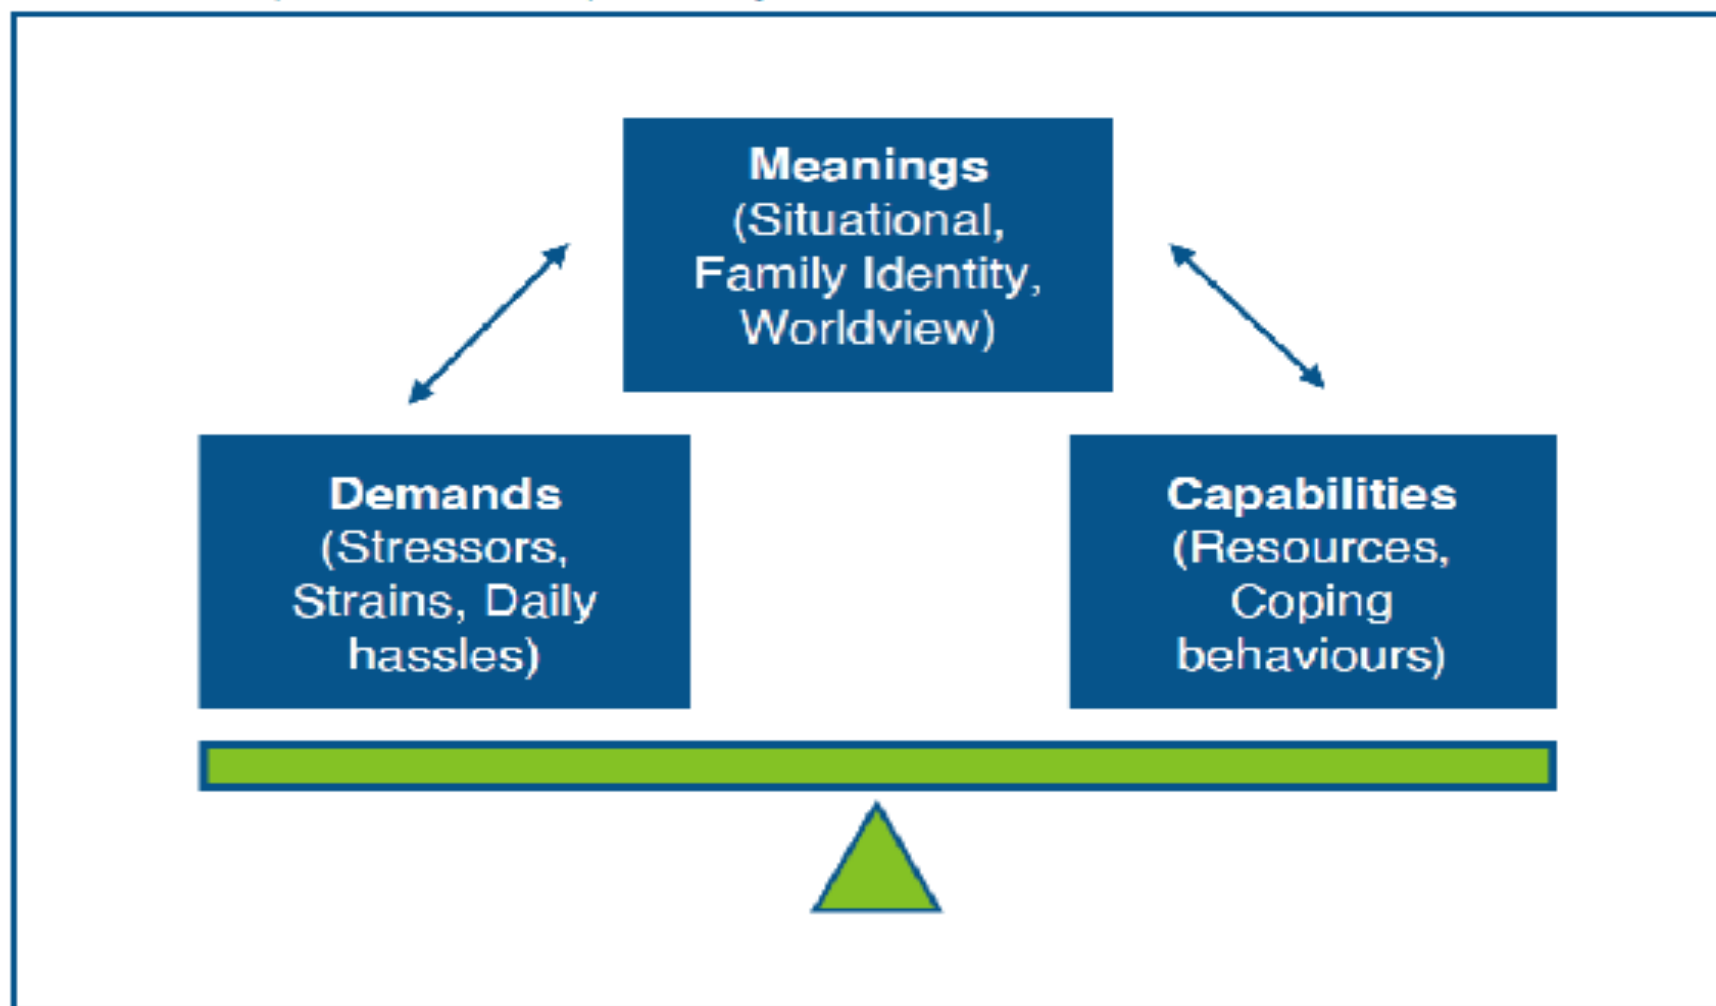 Meanings
(Situational,
Family Identity,
Worldview)
Demands
(Stressors,
Strains, Daily
hassles)
Capabilities
(Resources,
Coping
behaviours)